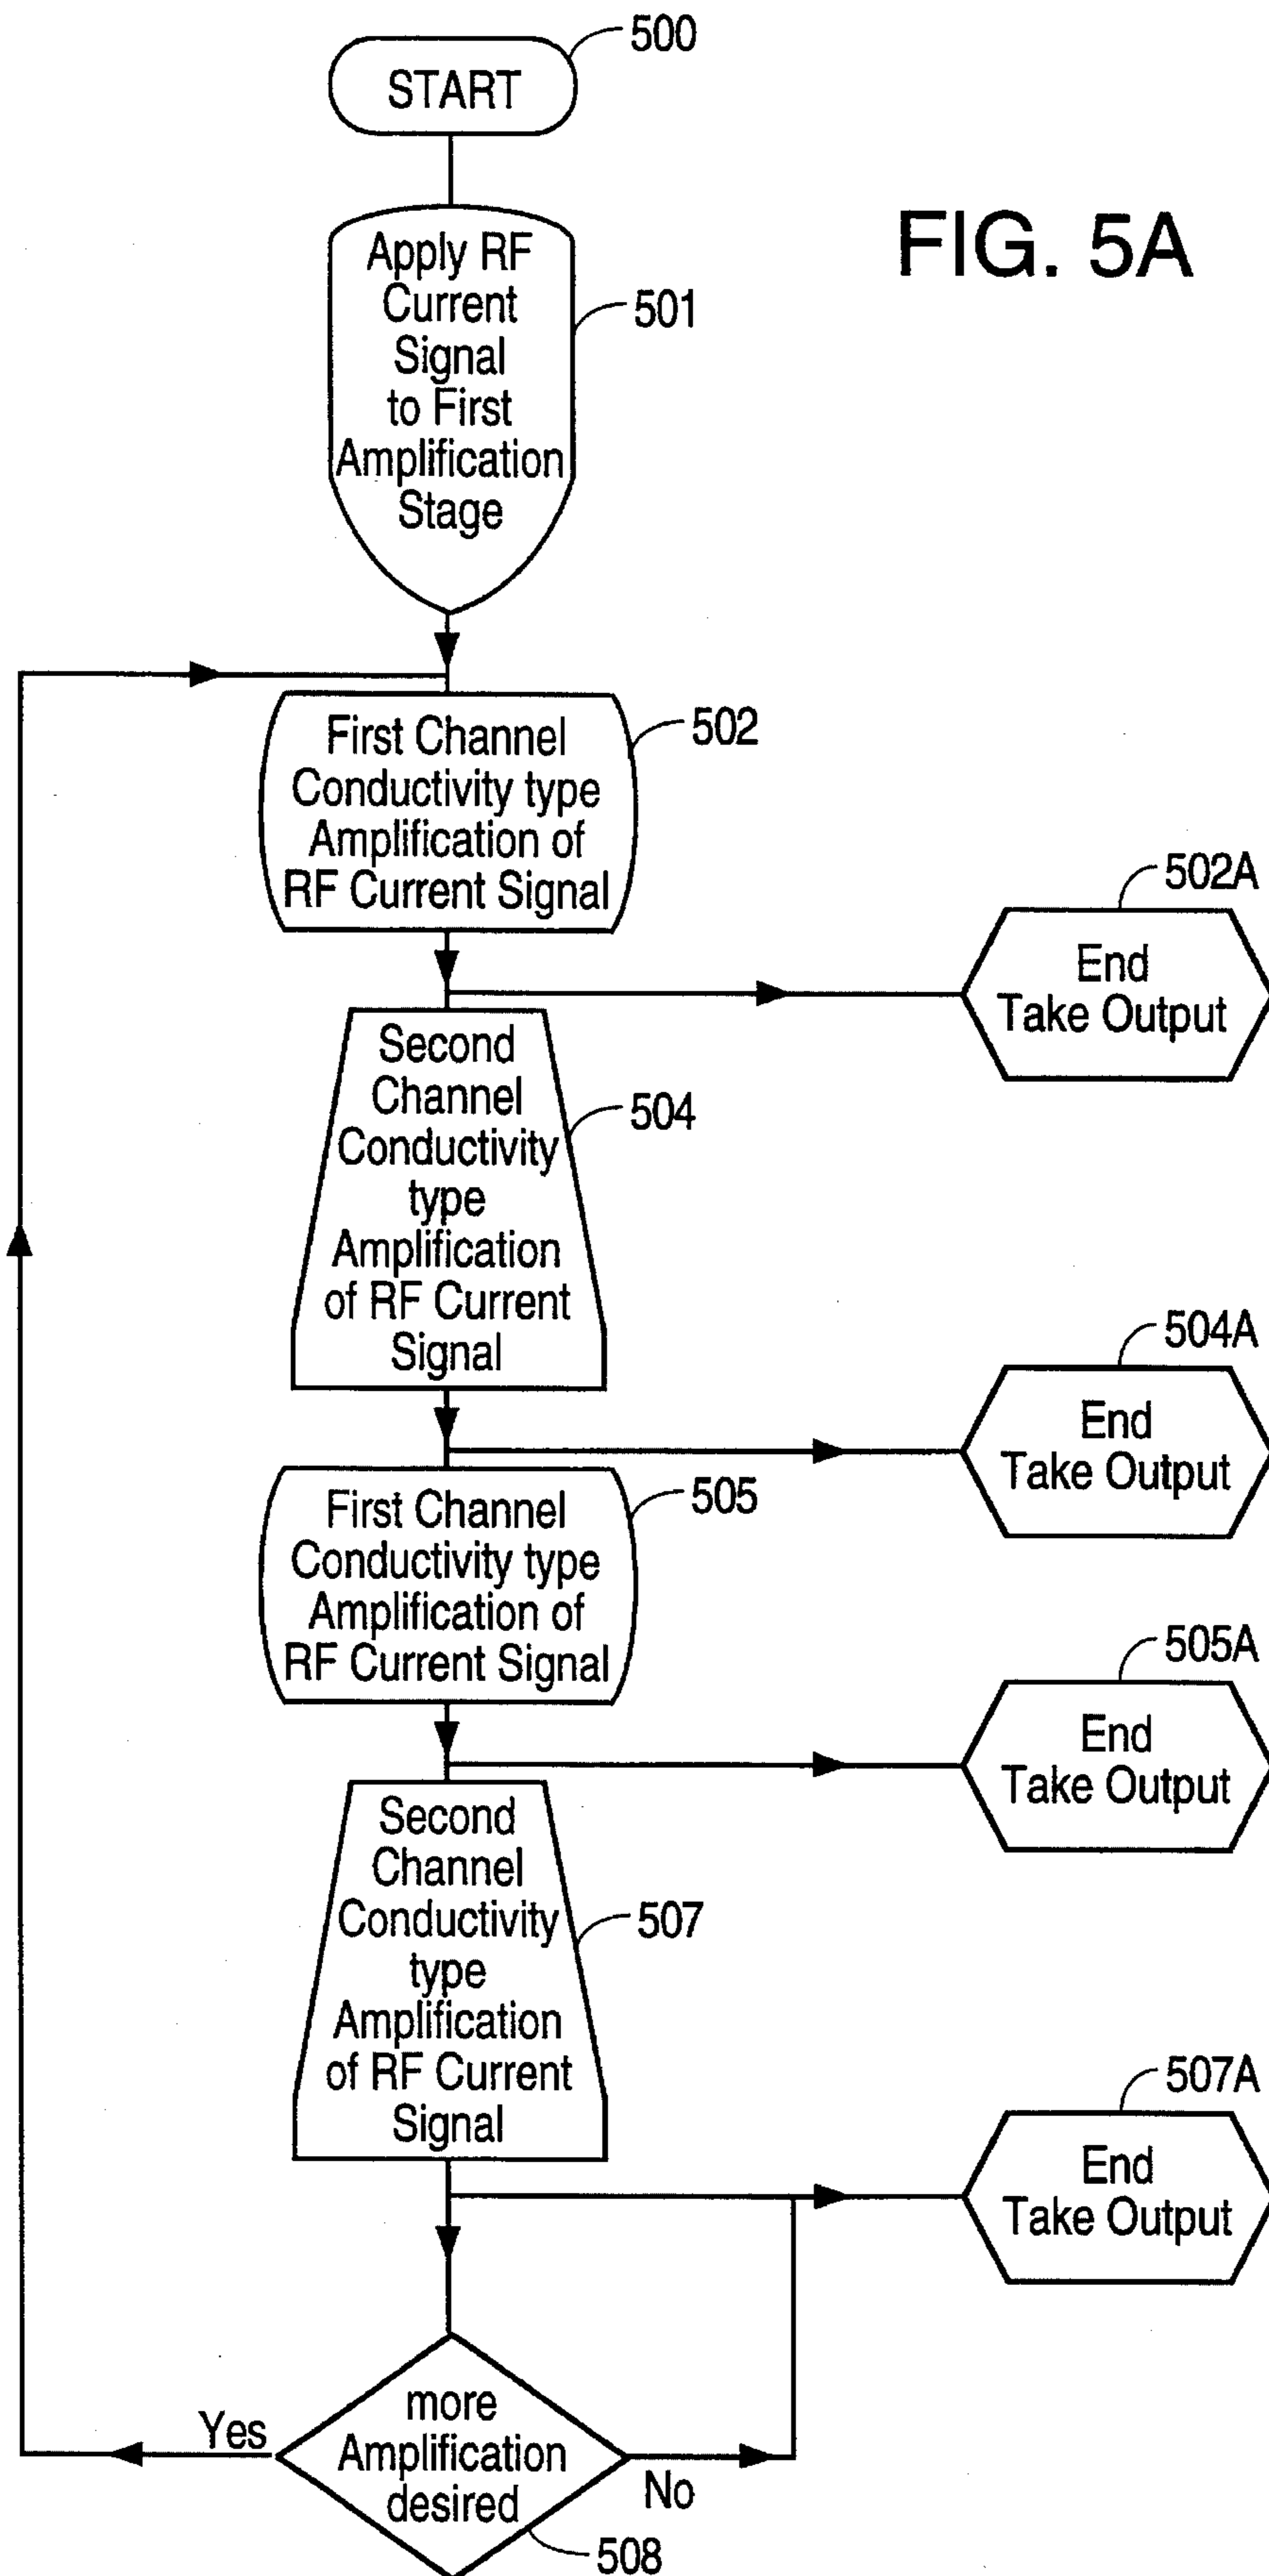 500
START
FIG. 5A
Apply RF
Current
Signal
to First
Amplification
Stage
501
First Channel
Conductivity type
Amplification of
RF Current Signal
502
502A
End
Take Output
Second
Channel
Conductivity
type
Amplification
of RF Current
Signal
504
504A
End
Take Output
First Channel
Conductivity type
Amplification of
RF Current Signal
505
505A
End
Take Output
Second
Channel
Conductivity
type
Amplification
of RF Current
Signal
507
507A
End
Take Output
more
Amplification
desired
Yes
No
508